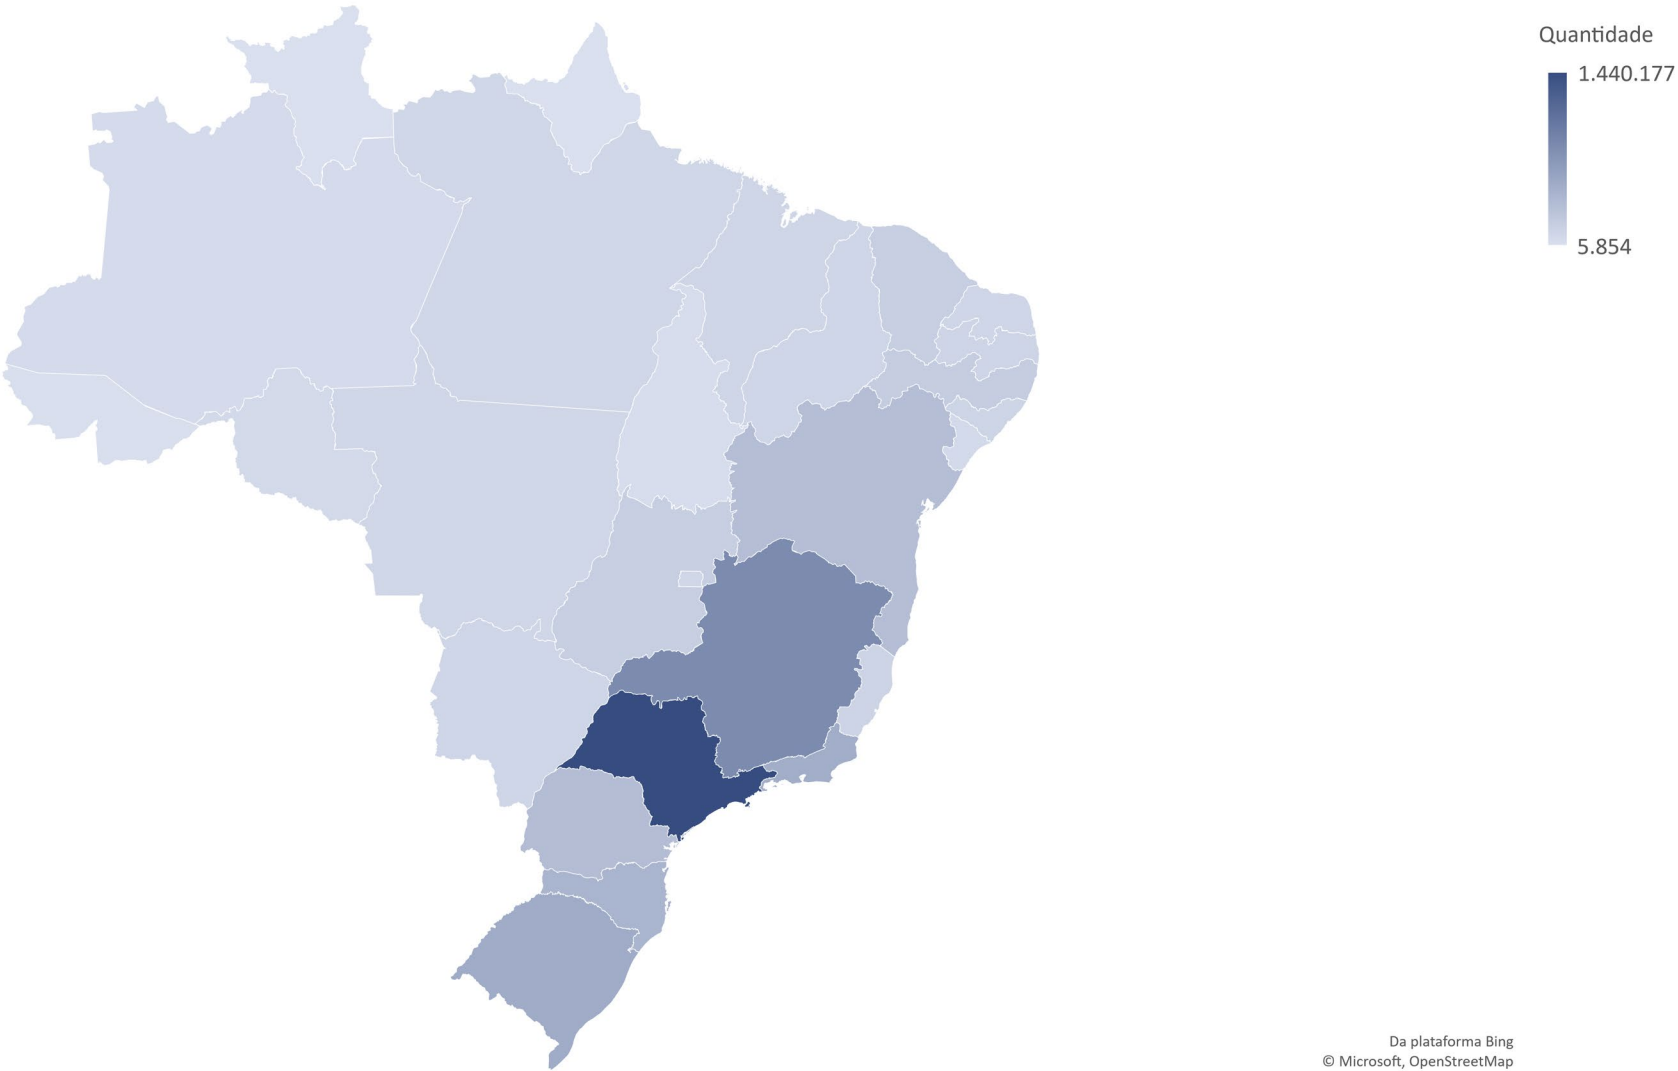 Quantidade
1.440.177
5.854
Da plataforma Bing
© Microsoft, OpenStreetMap